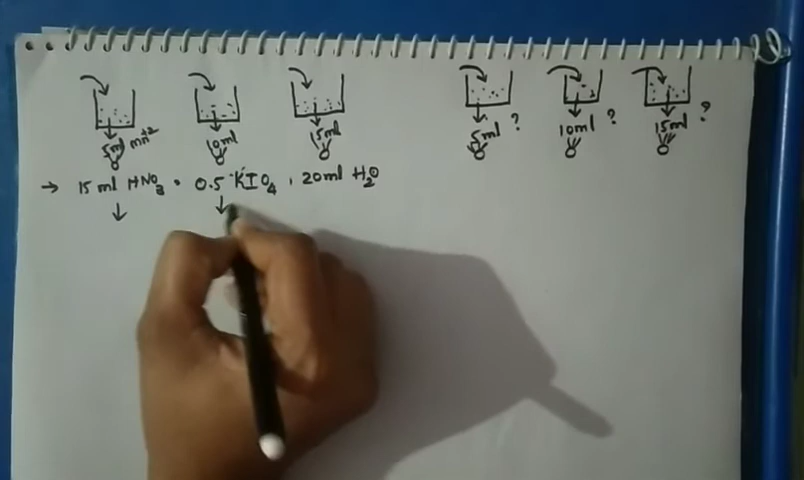 5ml mn+2 10ml 15ml 5ml ? 10ml ? 15ml ?
→ 15 ml HNO3 , 0.5 KIO4 , 20ml H2O